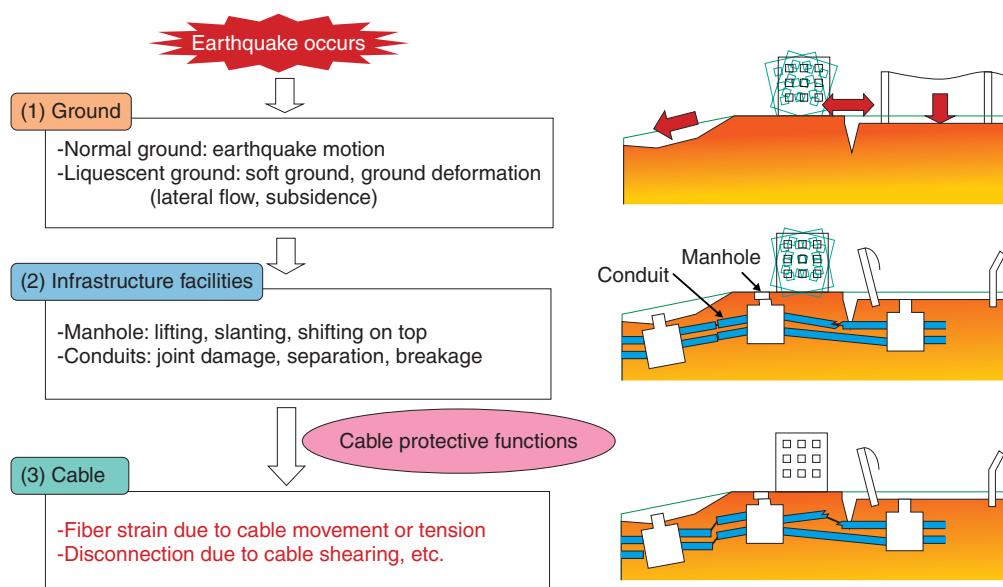 Earthquake occurs
(1) Ground
-Normal ground: earthquake motion
-Liquescent ground: soft ground, ground deformation
(lateral flow, subsidence)
(2) Infrastructure facilities
-Manhole: lifting, slanting, shifting on top
-Conduits: joint damage, separation, breakage
Manhole
Conduit
Cable protective functions
(3) Cable
-Fiber strain due to cable movement or tension
-Disconnection due to cable shearing, etc.